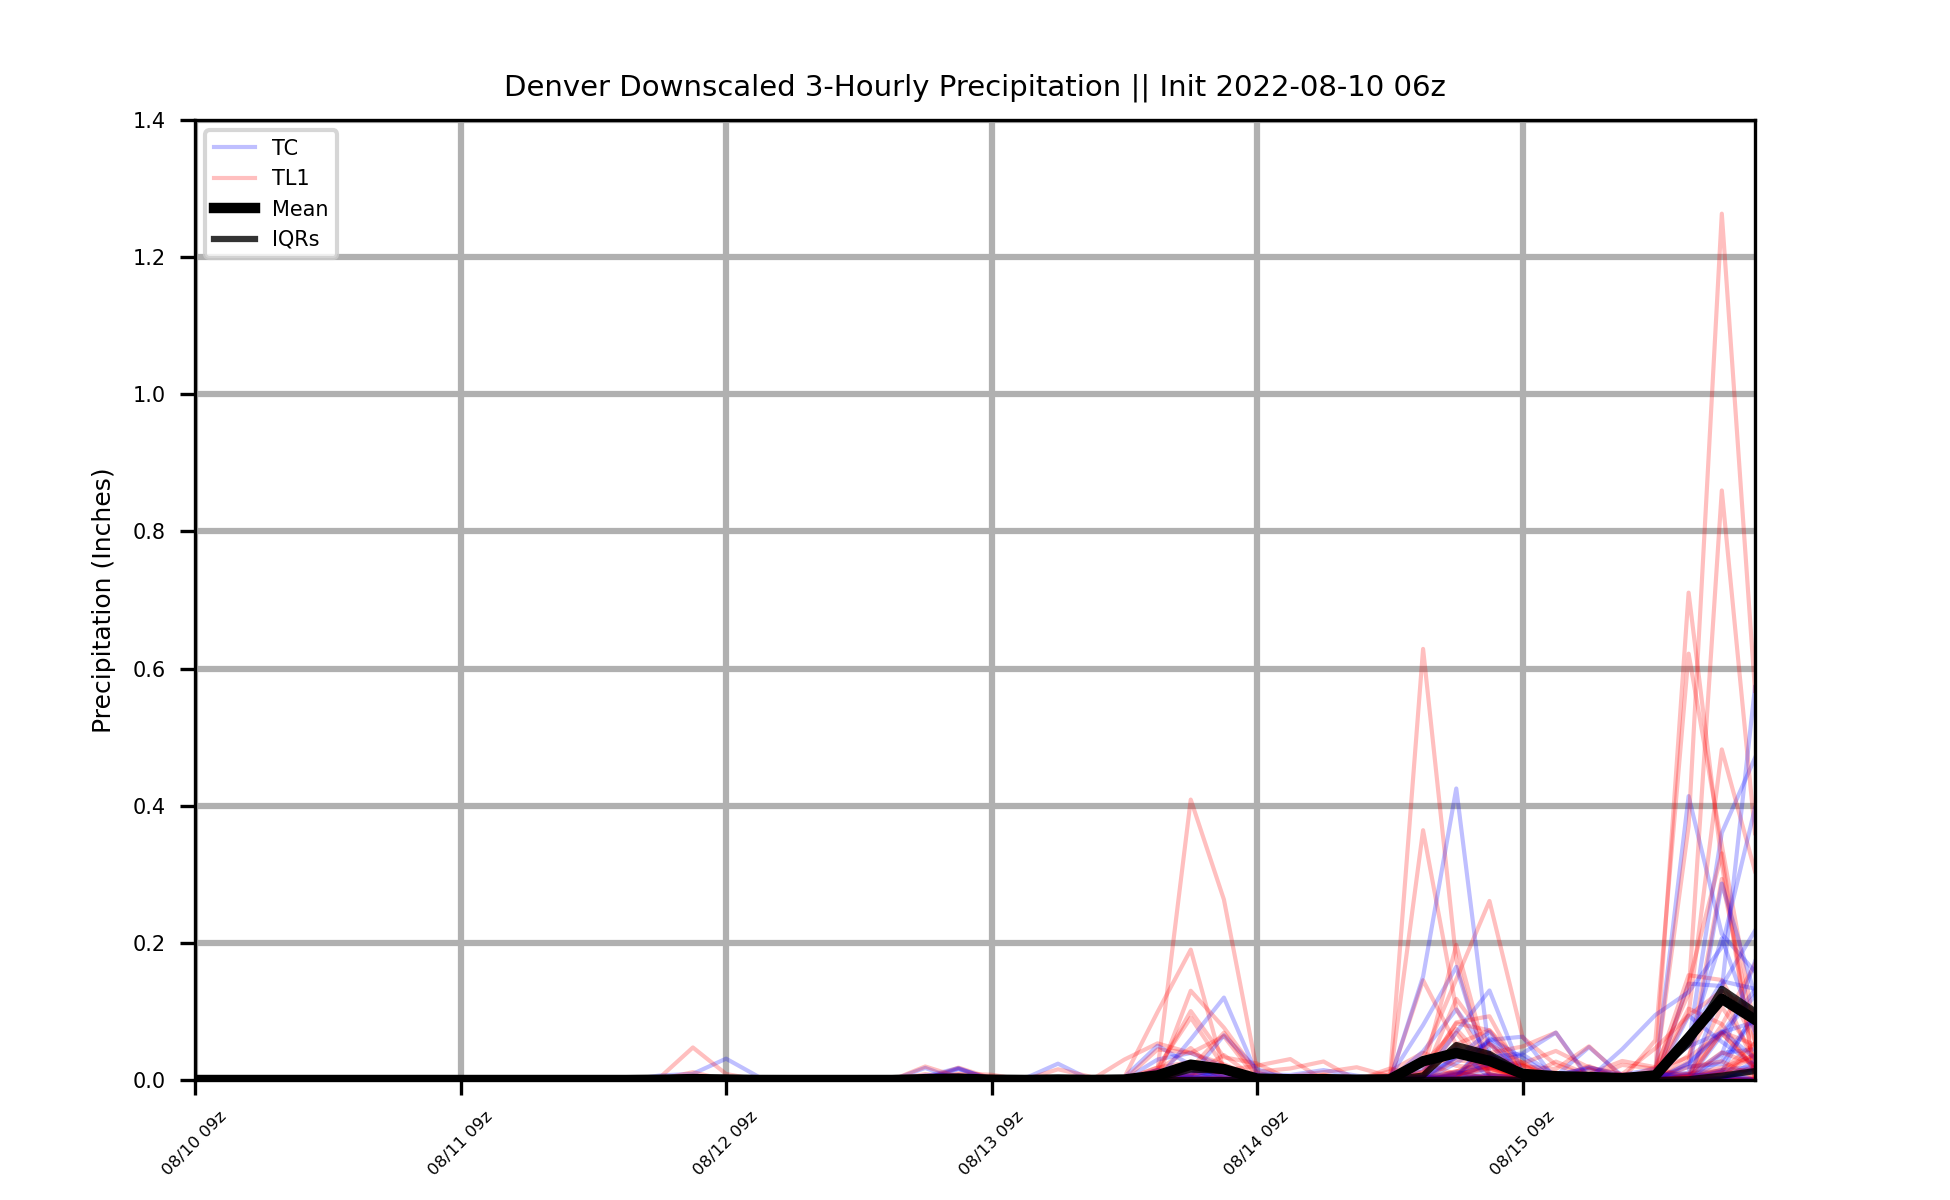 Denver Downscaled 3-Hourly Precipitation || Init 2022-08-10 06z
TC
TL1
Mean
IQRs
Precipitation (Inches)
1.4
1.2
1.0
0.8
0.6
0.4
0.2
0.0
08/10 09z
08/11 09z
08/12 09z
08/13 09z
08/14 09z
08/15 09z